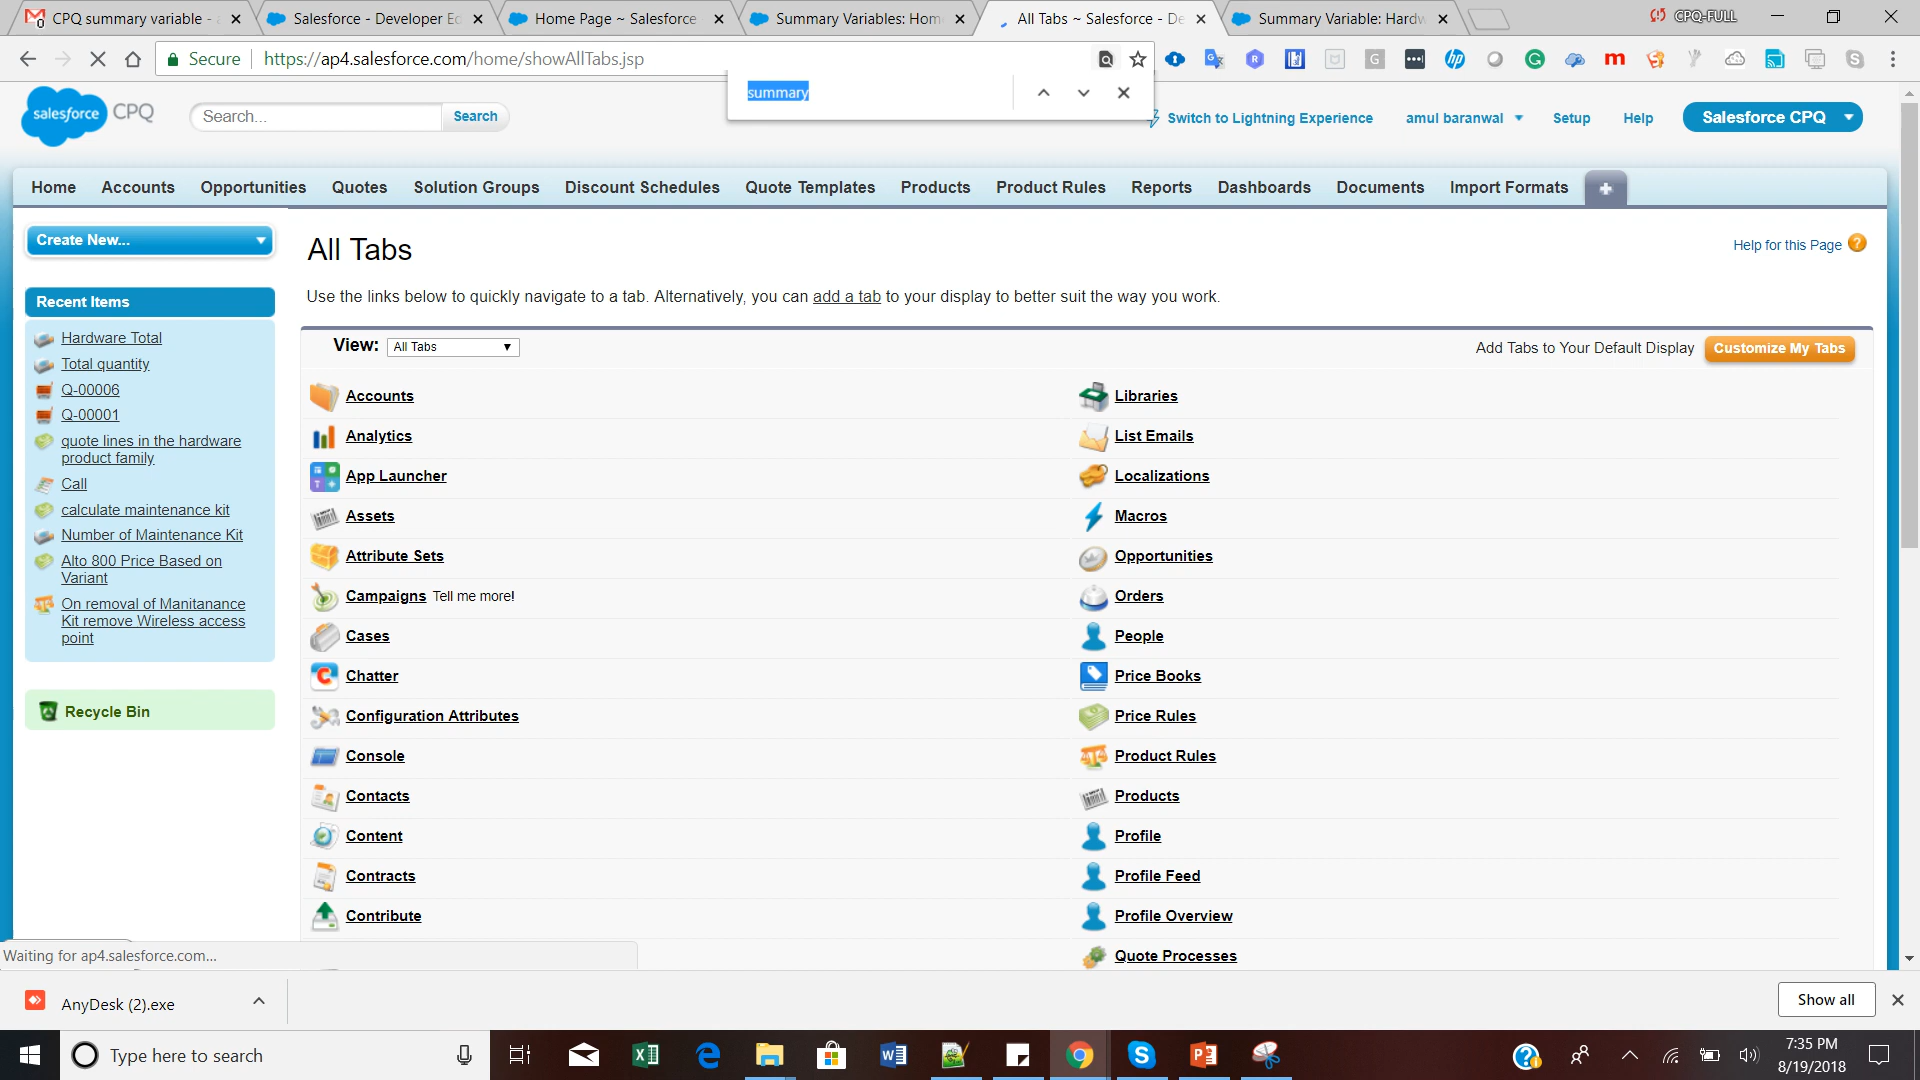 CPQ summary variable - a
Salesforce - Developer Ed
Home Page ~ Salesforce
Summary Variables: Hom
All Tabs ~ Salesforce - De
Summary Variable: Hardw
CPQ-FULL
Secure
https://ap4.salesforce.com/home/showAllTabs.jsp
summary
salesforce CPQ
Search...
Search
Switch to Lightning Experience
amul baranwal
Setup
Help
Salesforce CPQ
Home
Accounts
Opportunities
Quotes
Solution Groups
Discount Schedules
Quote Templates
Products
Product Rules
Reports
Dashboards
Documents
Import Formats
Create New...
Recent Items
Hardware Total
Total quantity
Q-00006
Q-00001
quote lines in the hardware
product family
Call
calculate maintenance kit
Number of Maintenance Kit
Alto 800 Price Based on
Variant
On removal of Manitanance
Kit remove Wireless access
point
Recycle Bin
All Tabs
Help for this Page
Use the links below to quickly navigate to a tab. Alternatively, you can add a tab to your display to better suit the way you work.
View:
All Tabs
Add Tabs to Your Default Display
Customize My Tabs
Accounts
Analytics
App Launcher
Assets
Attribute Sets
Campaigns Tell me more!
Cases
Chatter
Configuration Attributes
Console
Contacts
Content
Contracts
Contribute
Libraries
List Emails
Localizations
Macros
Opportunities
Orders
People
Price Books
Price Rules
Product Rules
Products
Profile
Profile Feed
Profile Overview
Quote Processes
Waiting for ap4.salesforce.com...
AnyDesk (2).exe
Show all
Type here to search
7:35 PM
8/19/2018